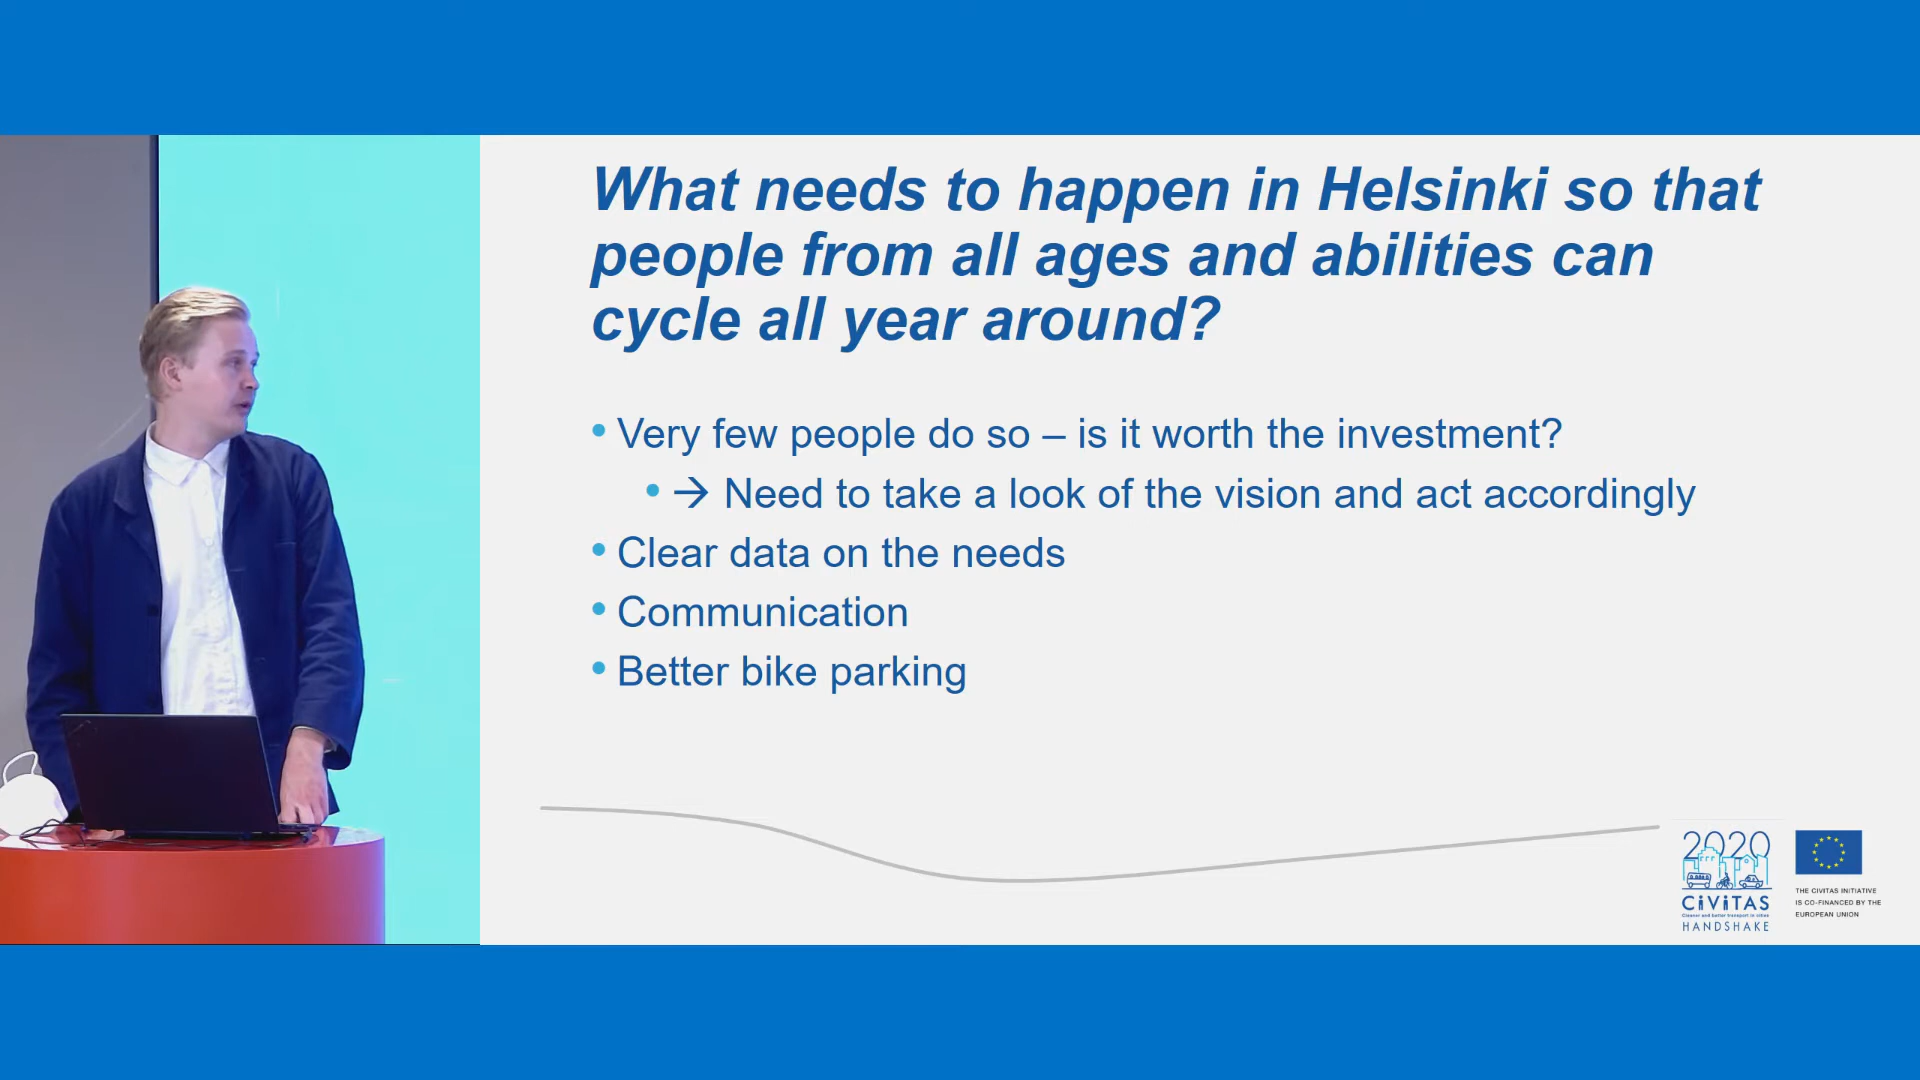 What needs to happen in Helsinki so that
people from all ages and abilities can
cycle all year around?
• Very few people do so – is it worth the investment?
• → Need to take a look of the vision and act accordingly
• Clear data on the needs
• Communication
• Better bike parking
2020
CiViTAS
Cleaner and better transport in cities
HANDSHAKE
THE CIVITAS INITIATIVE
IS CO-FINANCED BY THE
EUROPEAN UNION